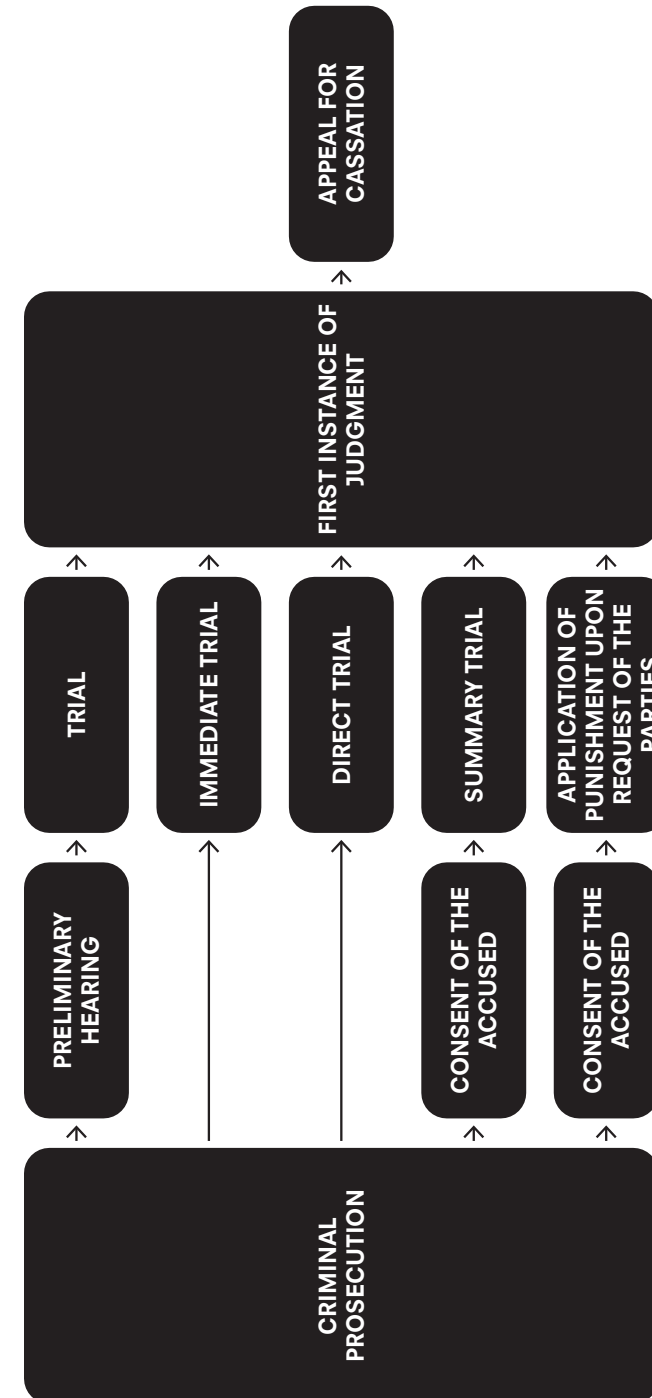 CRIMINAL
PROSECUTION
PRELIMINARY
HEARING
CONSENT OF THE
ACCUSED
CONSENT OF THE
ACCUSED
TRIAL
IMMEDIATE TRIAL
DIRECT TRIAL
SUMMARY TRIAL
APPLICATION OF
PUNISHMENT UPON
REQUEST OF THE
PARTIES
FIRST INSTANCE OF
JUDGMENT
APPEAL FOR
CASSATION